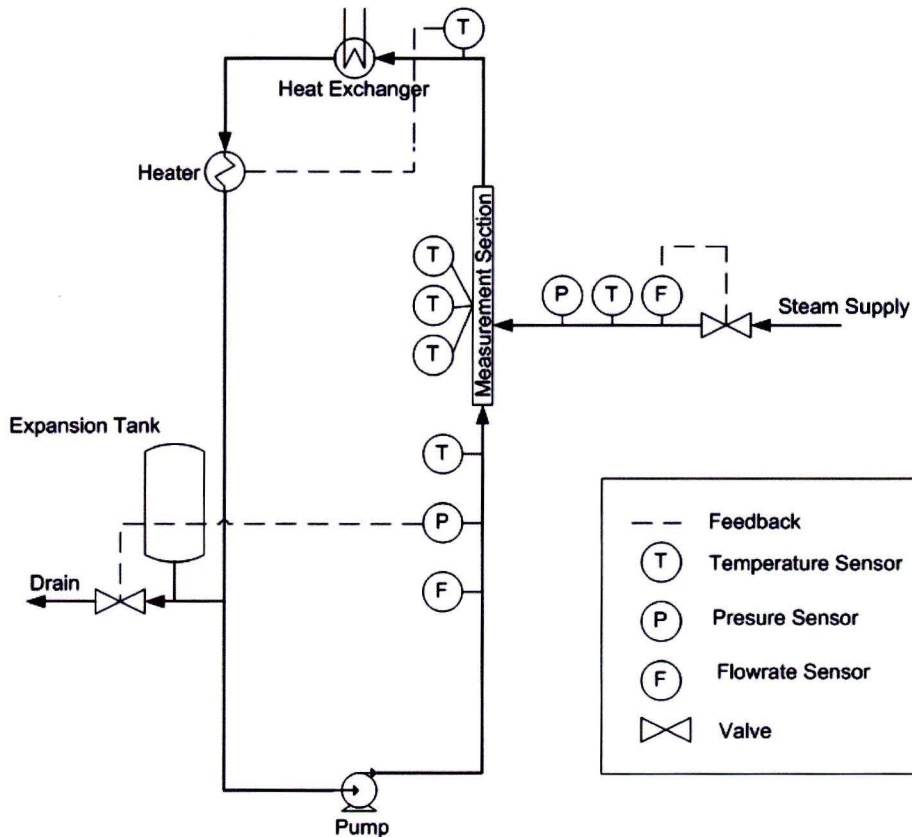 T
Heat Exchanger
Heater
Measurement Section
T
T
T
P
T
F
Steam Supply
Expansion Tank
T
P
F
Drain
Pump
Feedback
T
Temperature Sensor
P
Presure Sensor
F
Flowrate Sensor
Valve